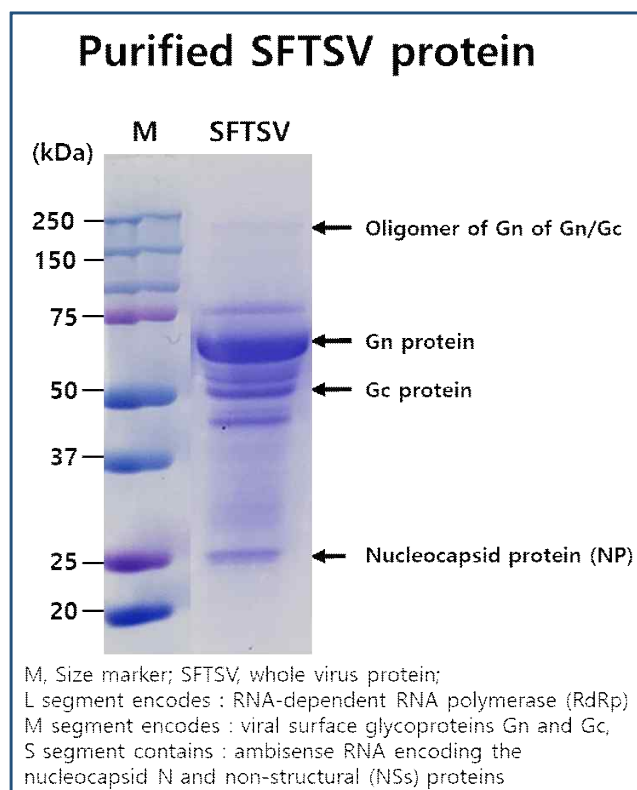 Purified SFTSV protein
M SFTSV
(kDa)
250
Oligomer of Gn of Gn/Gc
150
75
Gn protein
50
Gc protein
37
25
Nucleocapsid protein (NP)
20
M, Size marker; SFTSV, whole virus protein;
L segment encodes : RNA-dependent RNA polymerase (RdRp)
M segment encodes : viral surface glycoproteins Gn and Gc,
S segment contains : ambisense RNA encoding the
nucleocapsid N and non-structural (NSs) proteins